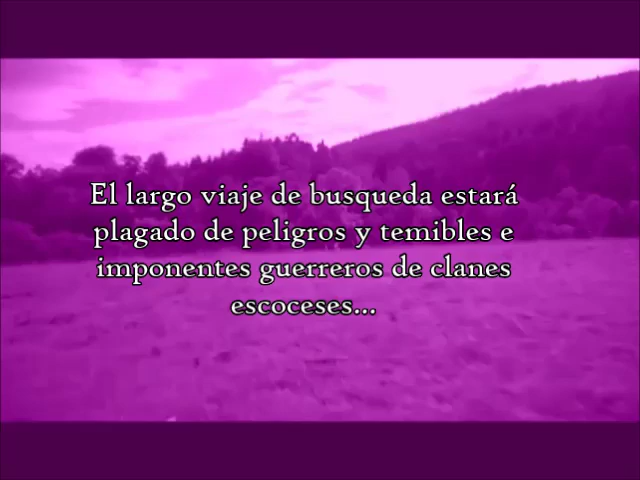 El largo viaje de busqueda estará
plagado de peligros y temibles e
imponentes guerreros de clanes
escoceses...